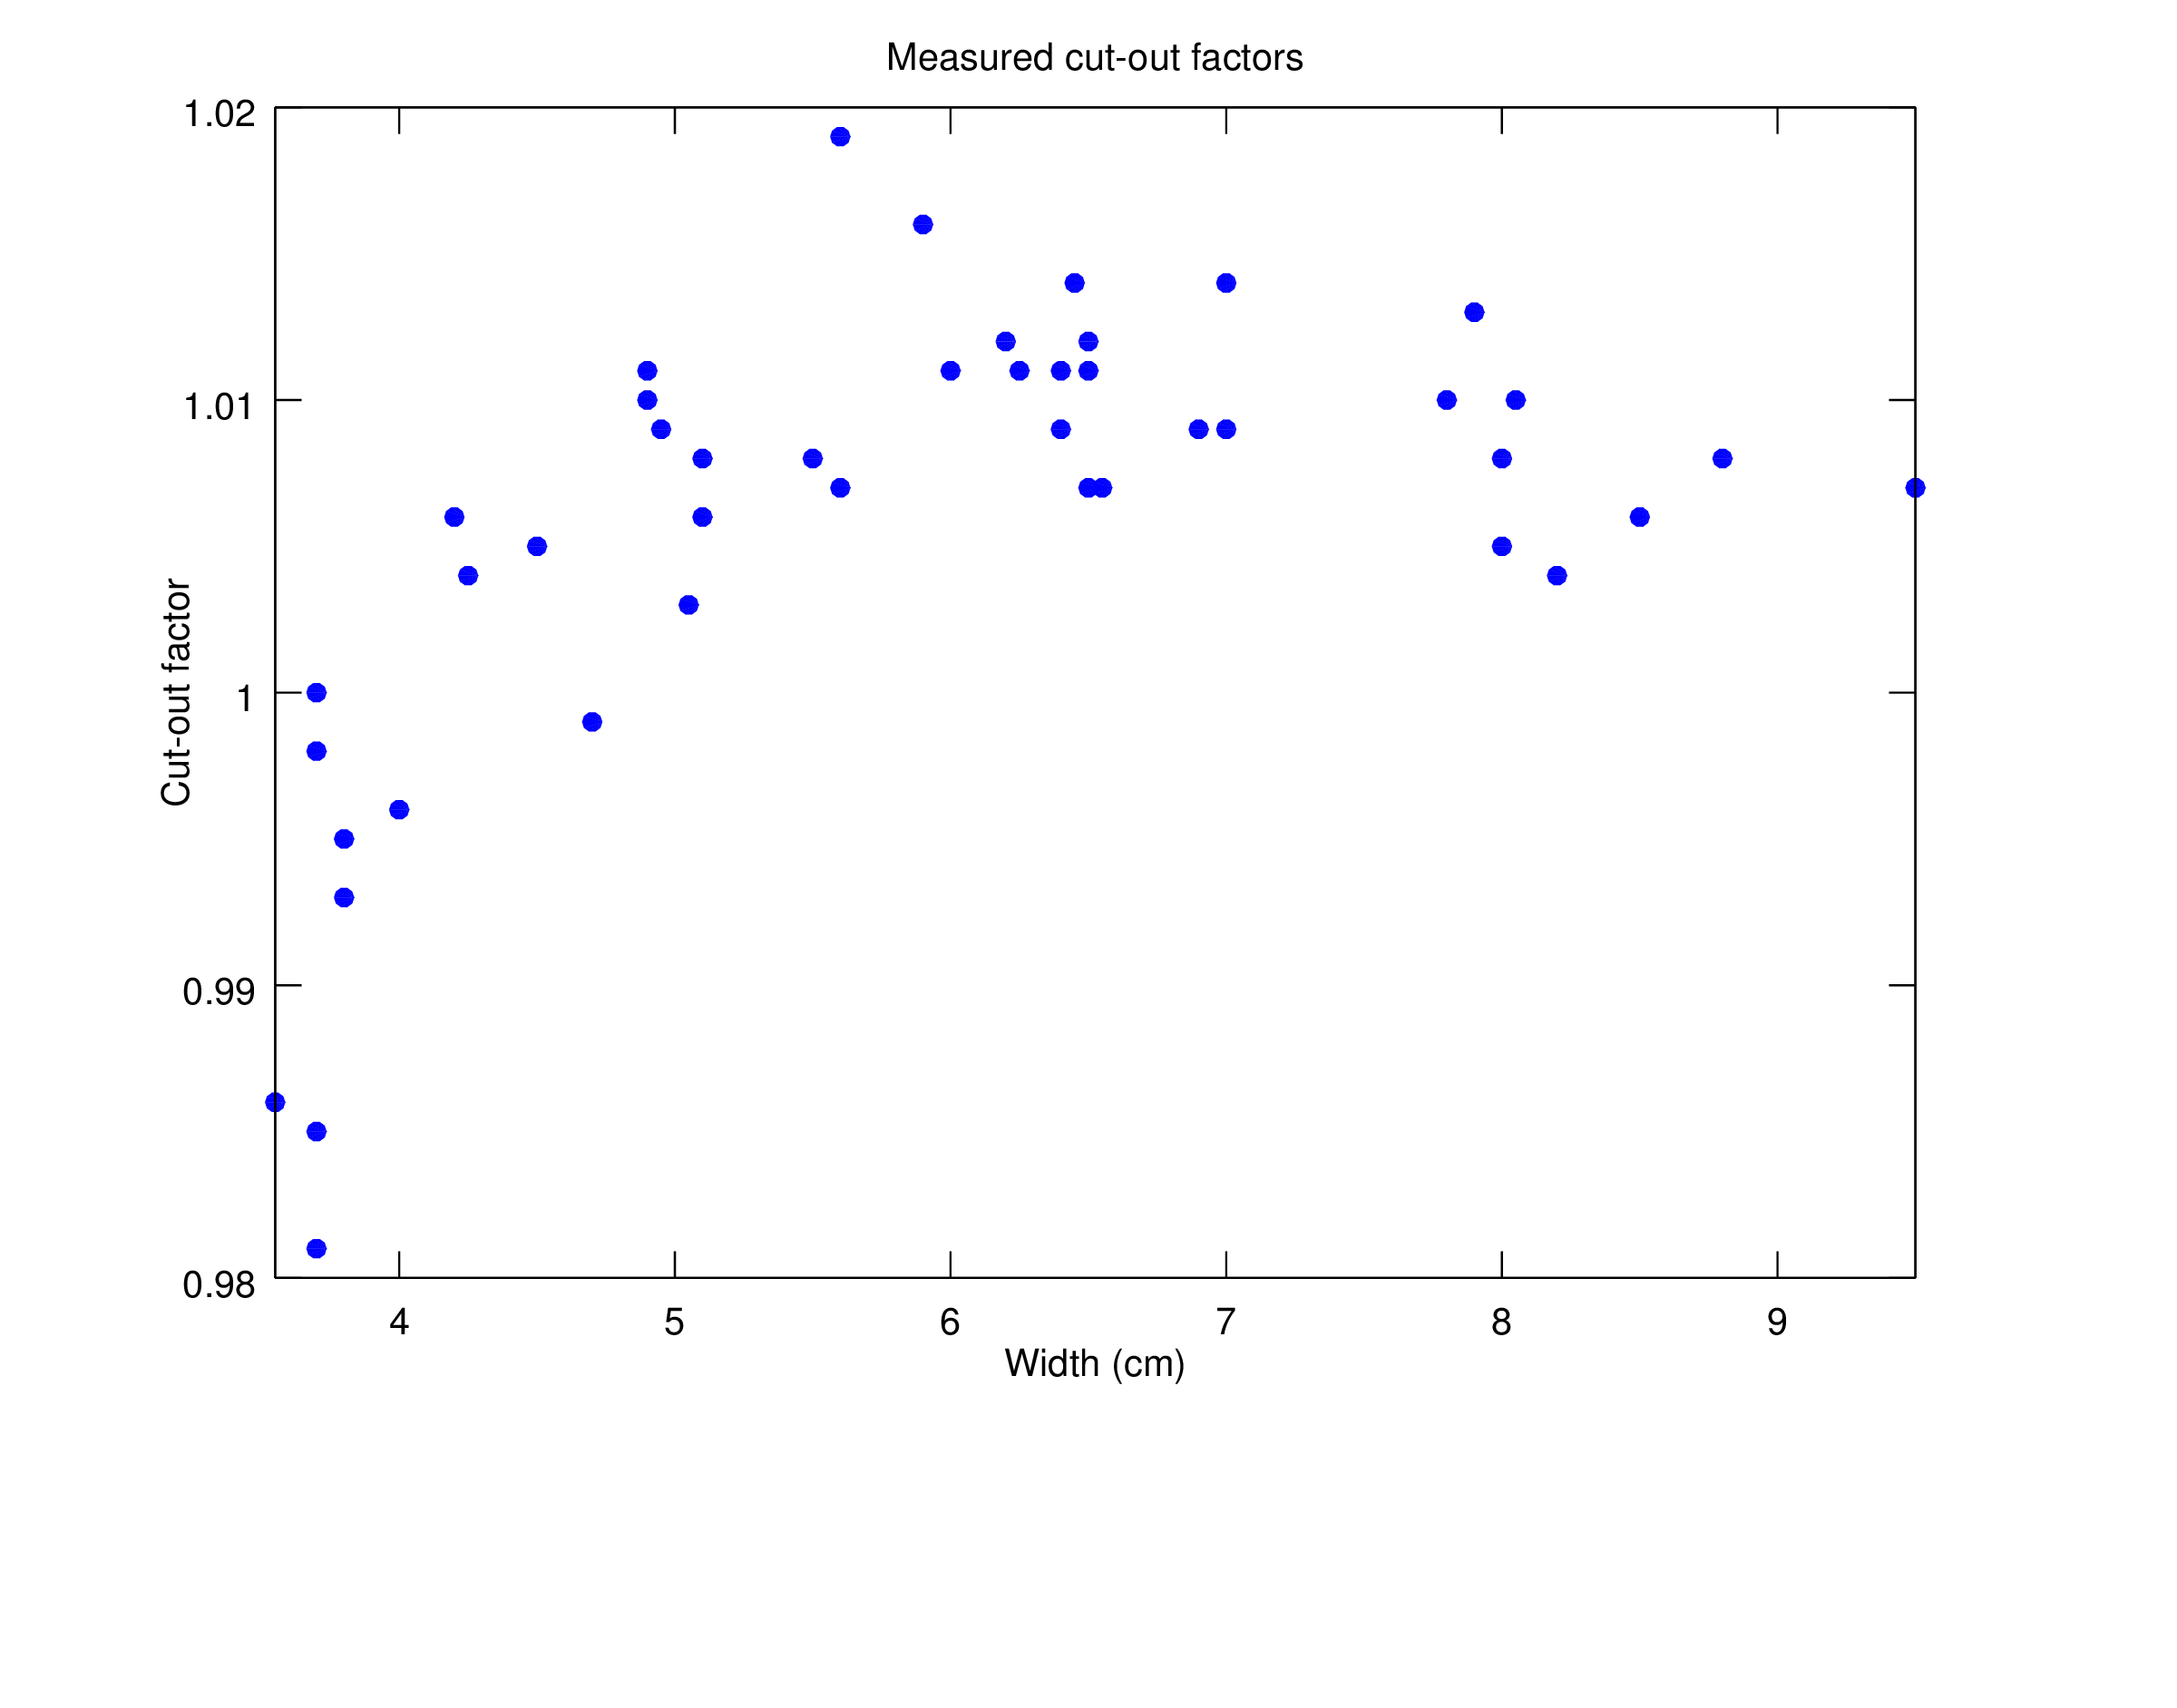 Measured cut-out factors
1.02
1.01
1
0.99
0.98
Cut-out factor
4 5 6 7 8 9
Width (cm)